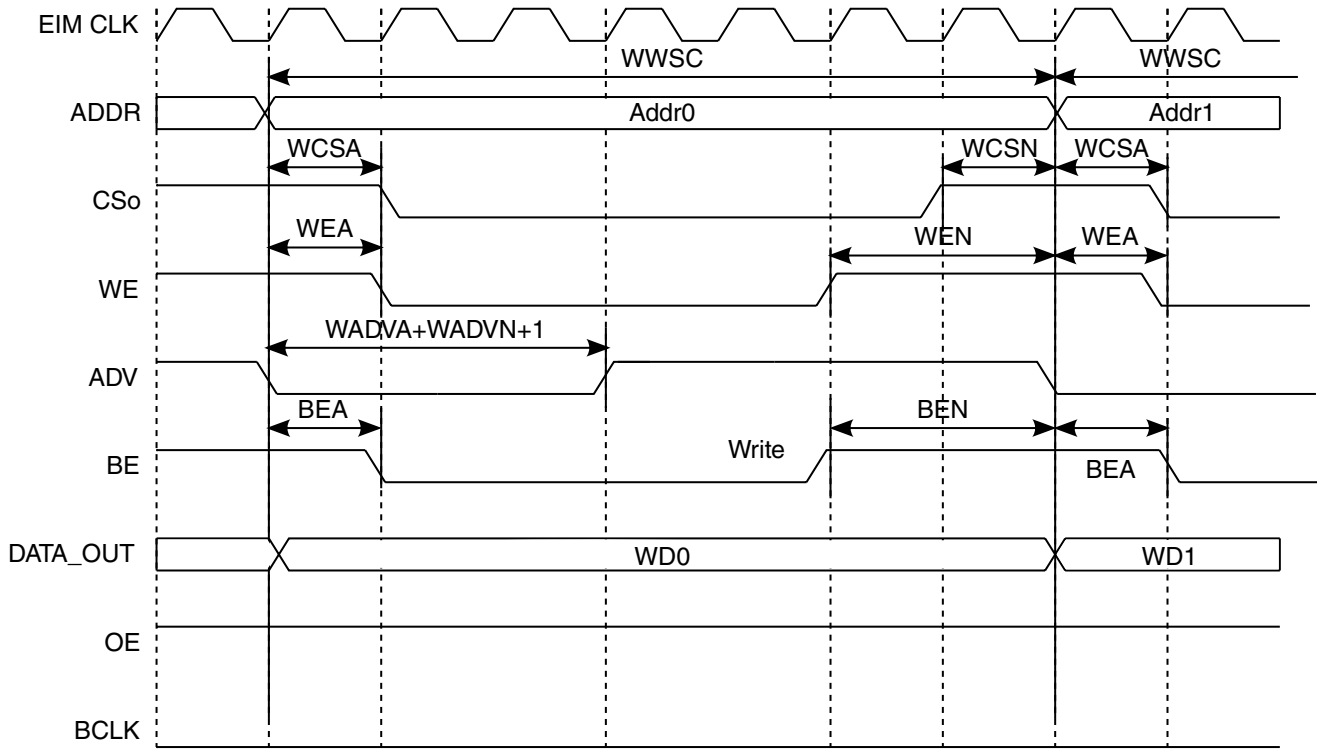 EIM CLK
WWSC WWSC
ADDR Addr0 Addr1
WCSA WCSN WCSA
CSo
WEA WEN WEA
WE
WADVA+WADVN+1
ADV
BEA BEN
BE Write BEA
DATA_OUT WD0 WD1
OE
BCLK